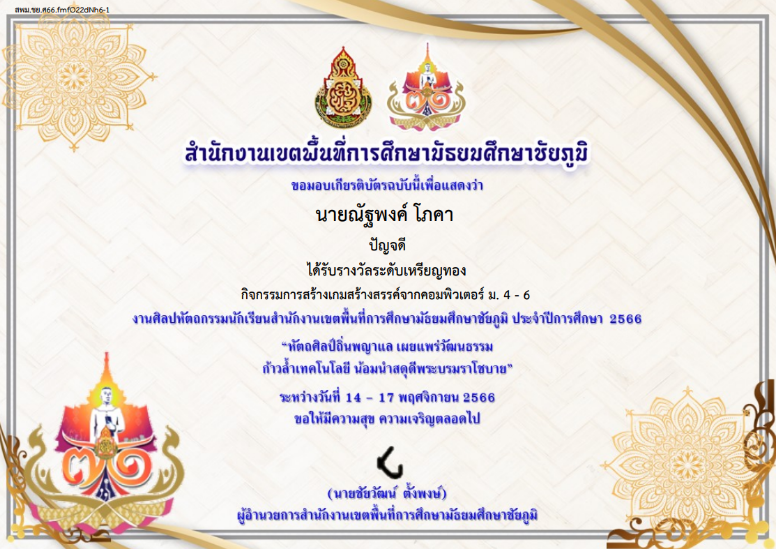 สพม.ชย.ศ66.fmfO22dNh6-1
สำนักงานเขตพื้นที่การศึกษามัธยมศึกษาชัยภูมิ
ขอมอบเกียรติบัตรฉบับนี้เพื่อแสดงว่า
นายณัฐพงค์ โภคา
ปัญจดี
ได้รับรางวัลระดับเหรียญทอง
กิจกรรมการสร้างเกมสร้างสรรค์จากคอมพิวเตอร์ ม. 4 - 6
งานศิลปหัตถกรรมนักเรียนสำนักงานเขตพื้นที่การศึกษามัธยมศึกษาชัยภูมิ ประจำปีการศึกษา 2566
“หัตถศิลป์ถิ่นพญาแล เผยแพร่วัฒนธรรม
ก้าวล้ำเทคโนโลยี น้อมนำสดุดีพระบรมราโชบาย”
ระหว่างวันที่ 14 - 17 พฤศจิกายน 2566
ขอให้มีความสุข ความเจริญตลอดไป
๗๑
(นายชัยวัฒน์ ตั้งพงษ์)
ผู้อำนวยการสำนักงานเขตพื้นที่การศึกษามัธยมศึกษาชัยภูมิ